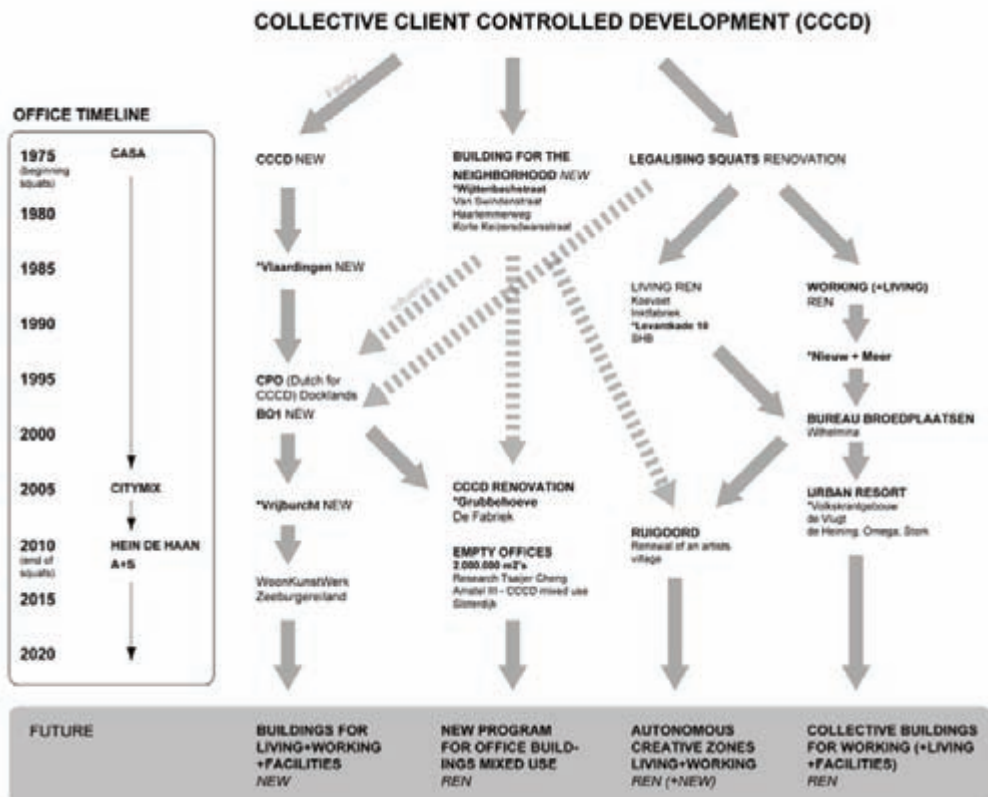 COLLECTIVE CLIENT CONTROLLED DEVELOPMENT (CCCD)
OFFICE TIMELINE
1975
(beginning
squats)
CASA
1980
1985
1990
1995
2000
2005
CITYMIX
2010
(end of
squats)
HEIN DE HAAN
A+S
2015
2020
CCCD NEW
*Vlaardingen NEW
CPO (Dutch for
CCCD) Docklands
BO1 NEW
*Vrijburcht NEW
WoonKunstWerk
Zeeburgereiland
BUILDING FOR THE
NEIGHBORHOOD NEW
*Wijttenbachstraat
Van Swindenstraat
Haarlemmerweg
Korte Keizersdwarsstraat
CCCD RENOVATION
*Grubbehoeve
De Fabriek
EMPTY OFFICES
2.000.000 m2's
Research Tsaijer Cheng
Amstel III - CCCD mixed use
LEGALISING SQUATS RENOVATION
LIVING REN
Koevoet
Inktfabriek
*Levantkade 10
SHB
WORKING (+LIVING)
REN
*Nieuw + Meer
BUREAU BROEDPLAATSEN
Wilhelmina
RUIGOORD
Renewal of an artists
village
URBAN RESORT
*Volkskrantgebouw
de Vlugt
de Heining, Omega, Stork
FUTURE
BUILDINGS FOR
LIVING+WORKING
+FACILITIES
NEW
NEW PROGRAM
FOR OFFICE BUILD-
INGS MIXED USE
REN
AUTONOMOUS
CREATIVE ZONES
LIVING+WORKING
REN (+NEW)
COLLECTIVE BUILDINGS
FOR WORKING (+LIVING
+FACILITIES)
REN